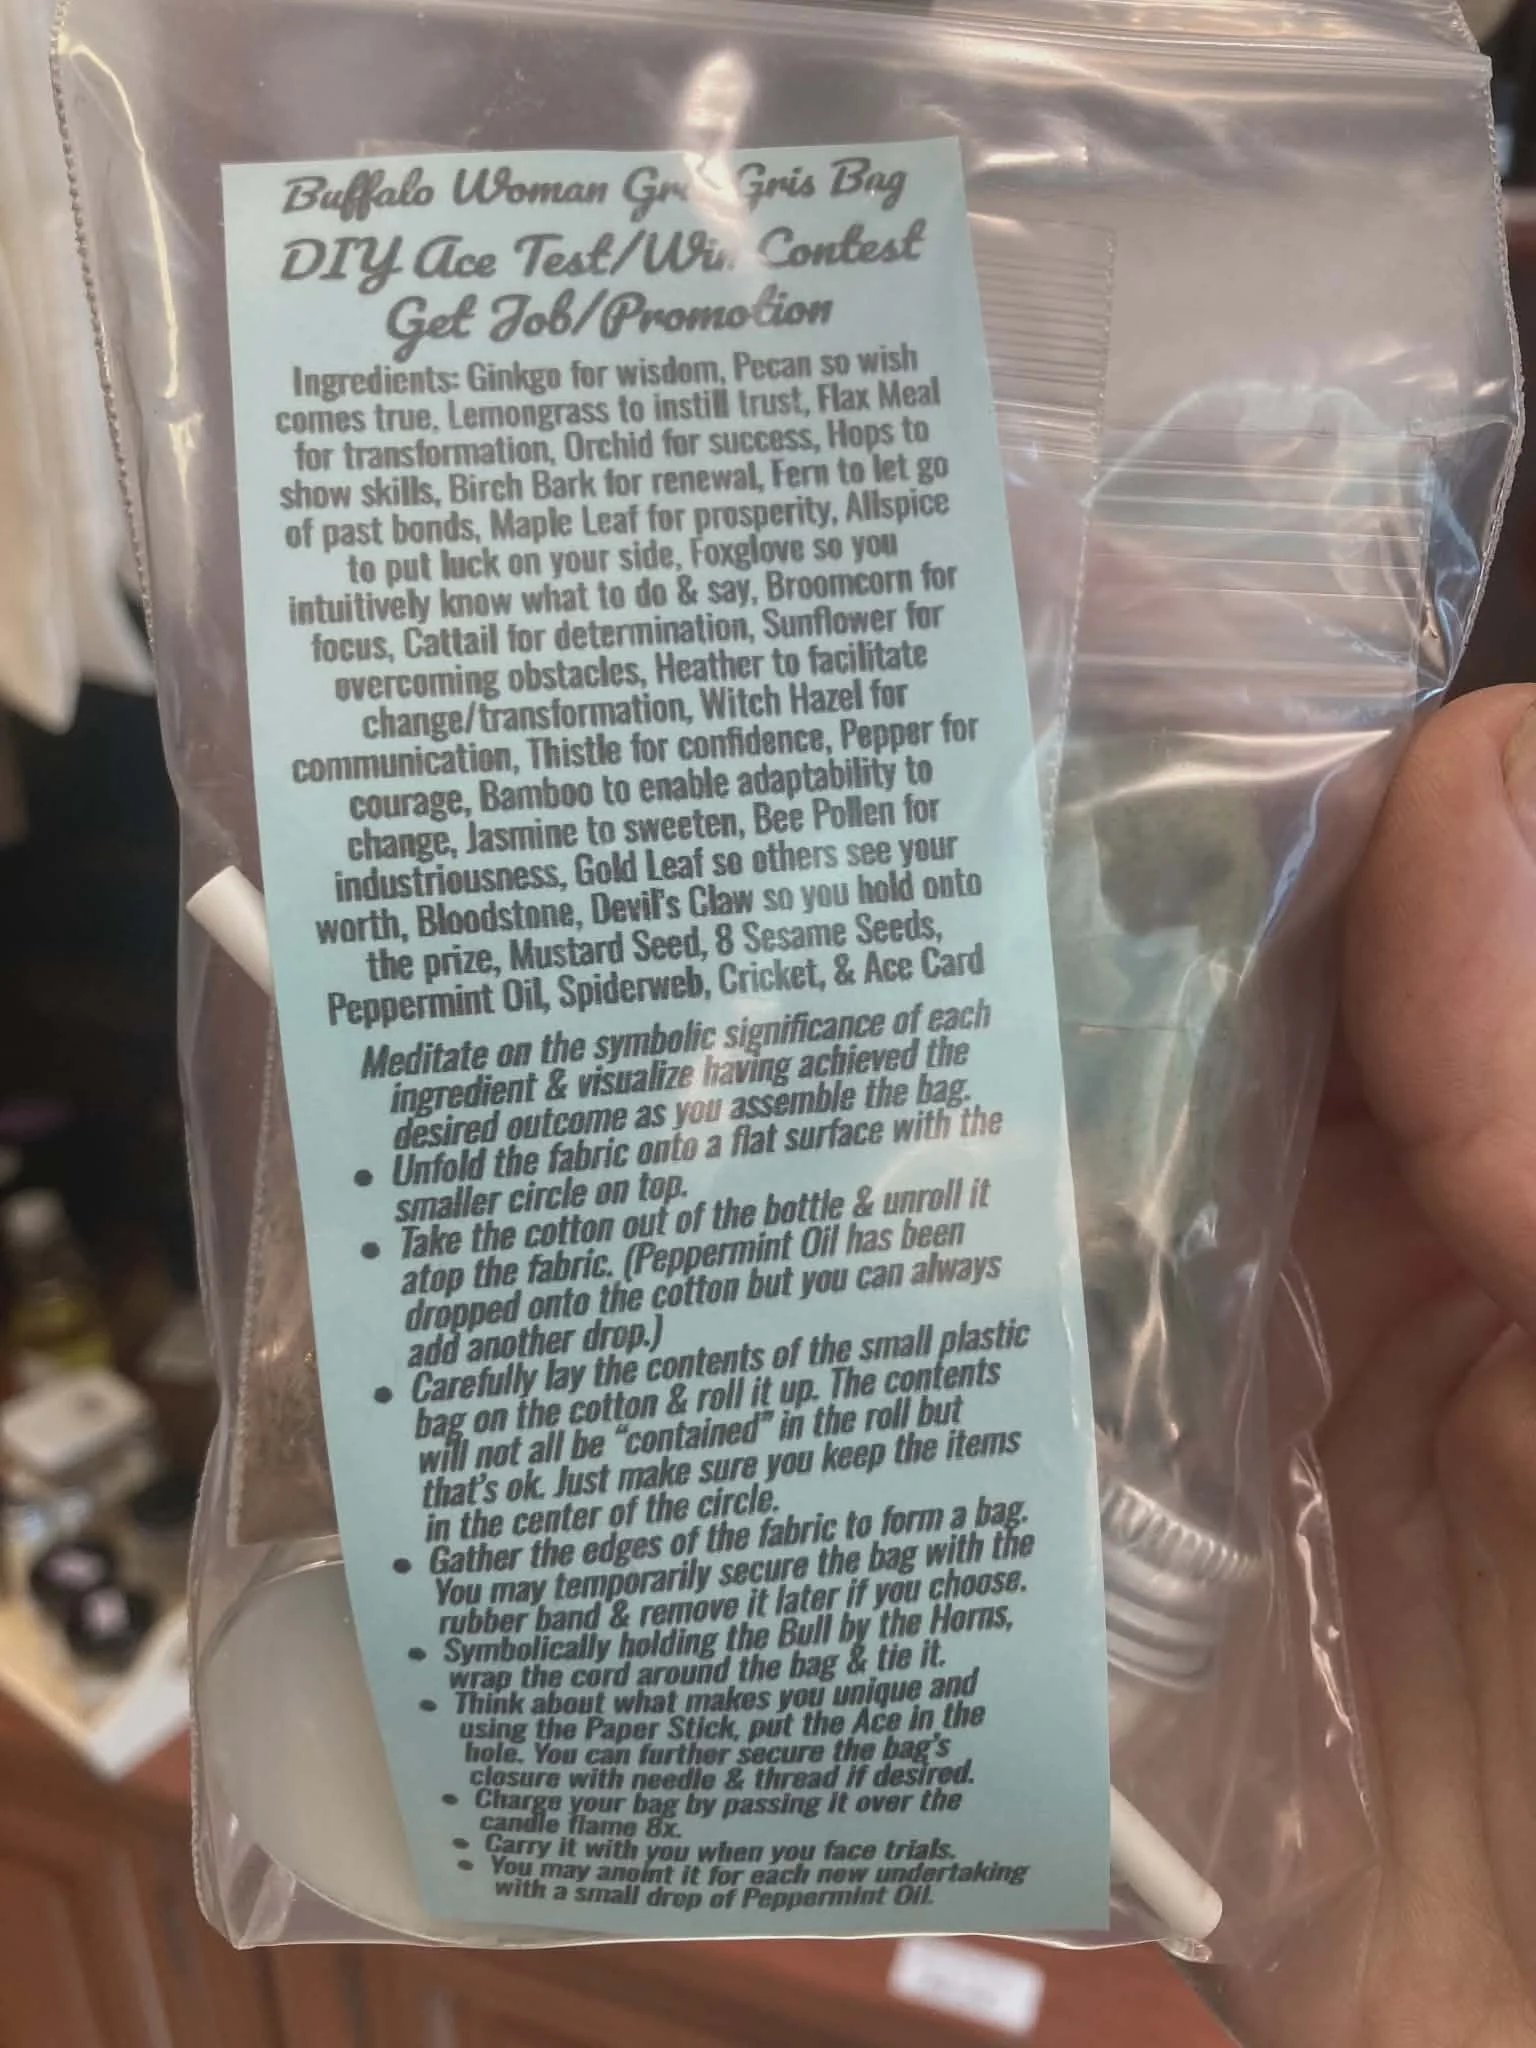 Buffalo Woman Gris Gris Bag
DIY Ace Test/Win Contest
Get Job/Promotion
Ingredients: Ginkgo for wisdom, Pecan so wish
comes true, Lemongrass to instill trust, Flax Meal
for transformation, Orchid for success, Hops to
show skills, Birch Bark for renewal, Fern to let go
of past bonds, Maple Leaf for prosperity, Allspice
to put luck on your side, Foxglove so you
intuitively know what to do & say, Broomcorn for
focus, Cattail for determination, Sunflower for
overcoming obstacles, Heather to facilitate
change/transformation, Witch Hazel for
communication, Thistle for confidence, Pepper for
courage, Bamboo to enable adaptability to
change, Jasmine to sweeten, Bee Pollen for
industriousness, Gold Leaf so others see your
worth, Bloodstone, Devil's Claw so you hold onto
the prize, Mustard Seed, 8 Sesame Seeds,
Peppermint Oil, Spiderweb, Cricket, & Ace Card
Meditate on the symbolic significance of each
ingredient & visualize having achieved the
desired outcome as you assemble the bag.
• Unfold the fabric onto a flat surface with the
smaller circle on top.
• Take the cotton out of the bottle & unroll it
atop the fabric. (Peppermint Oil has been
dropped onto the cotton but you can always
add another drop.)
• Carefully lay the contents of the small plastic
bag on the cotton & roll it up. The contents
will not all be "contained" in the roll but
that's ok. Just make sure you keep the items
in the center of the circle.
• Gather the edges of the fabric to form a bag.
You may temporarily secure the bag with the
rubber band & remove it later if you choose.
• Symbolically holding the Bull by the Horns,
wrap the cord around the bag & tie it.
• Think about what makes you unique and
using the Paper Stick, put the Ace in the
hole. You can further secure the bag's
closure with needle & thread if desired.
• Charge your bag by passing it over the
candle flame 8x.
• Carry it with you when you face trials.
• You may anoint it for each new undertaking
with a small drop of Peppermint Oil.